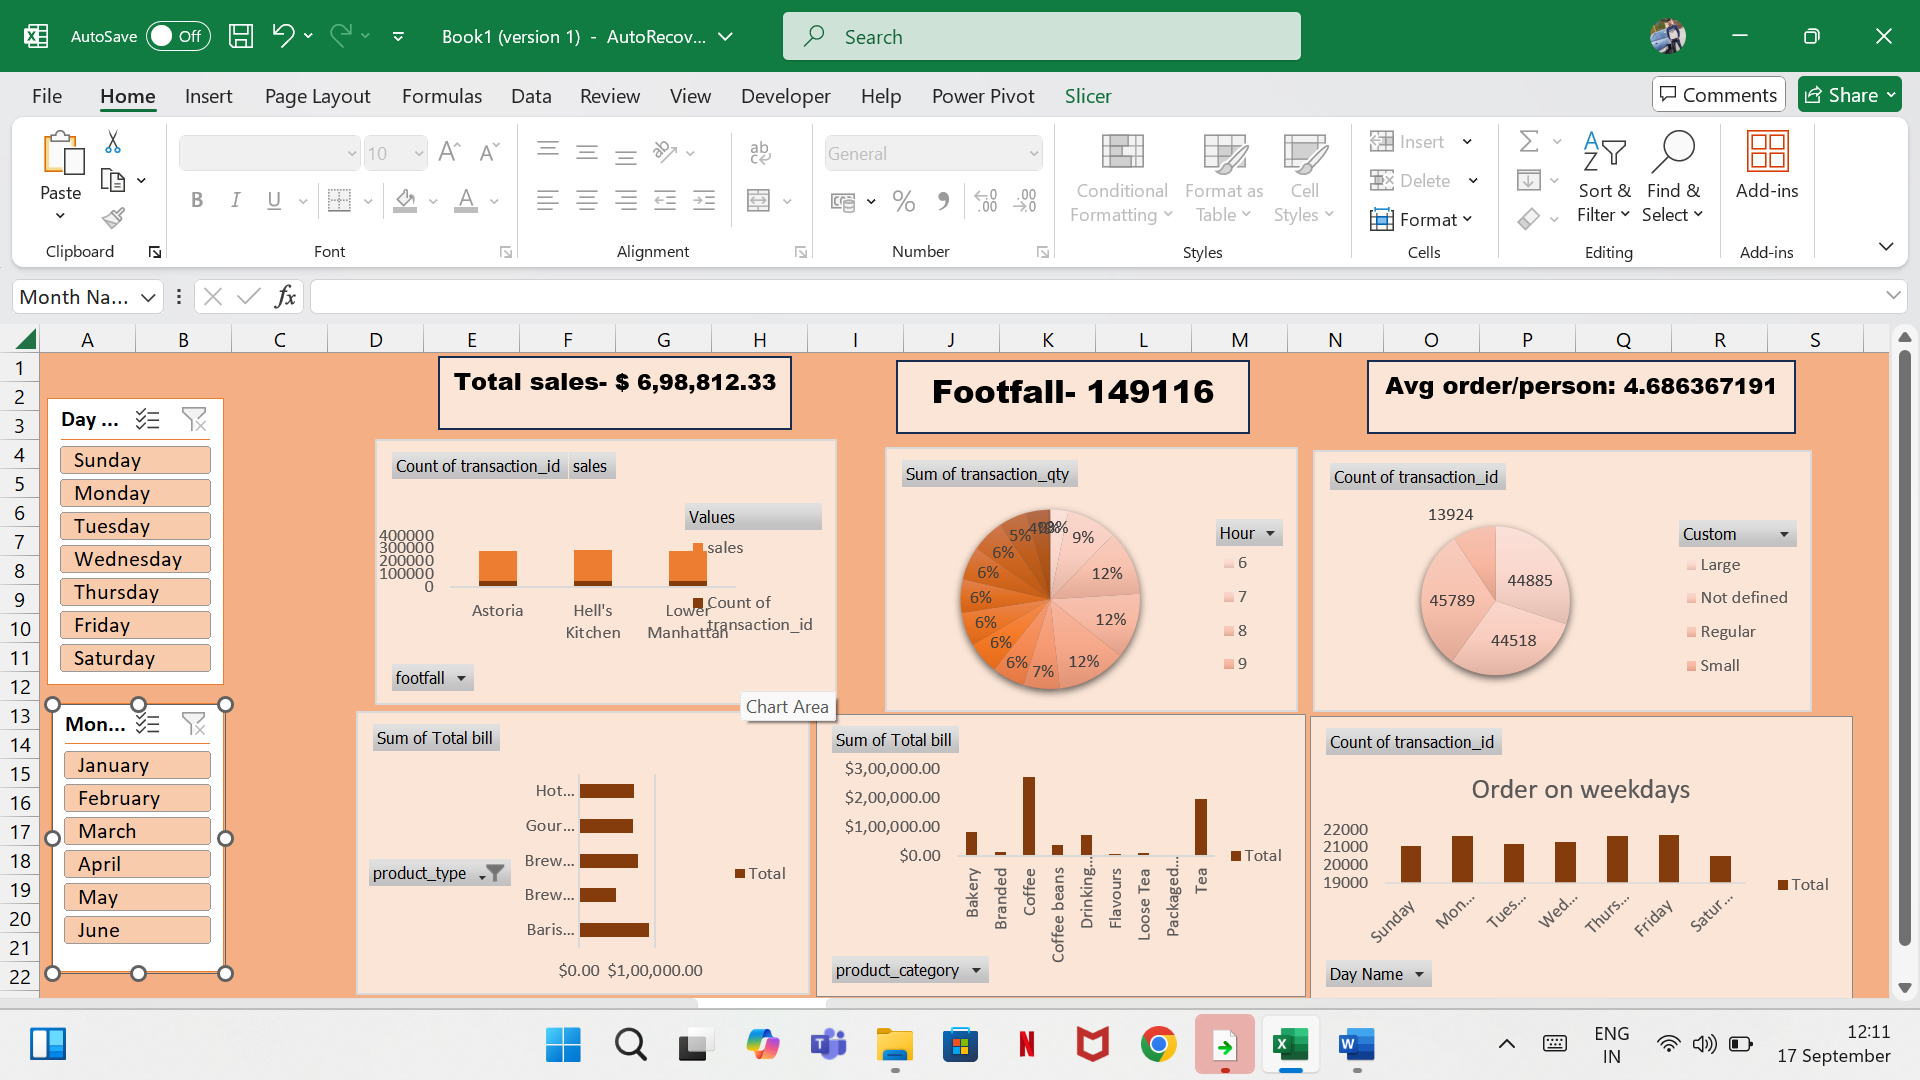 AutoSave Off Book1 (version 1) - AutoRecov... Search
File Home Insert Page Layout Formulas Data Review View Developer Help Power Pivot Slicer Comments Share
Paste
Clipboard
10
B I U
Font
ab
Alignment
General
Number
Conditional Formatting
Format as Table
Cell Styles
Styles
Insert
Delete
Format
Cells
Sort & Filter
Find & Select
Editing
Add-ins
Add-ins
Month Na... fx
A B C D E F G H I J K L M N O P Q R S
1
2
3
4
5
6
7
8
9
10
11
12
13
14
15
16
17
18
19
20
21
22
Total sales- $ 6,98,812.33
Footfall- 149116
Avg order/person: 4.686367191
Day ...
Sunday
Monday
Tuesday
Wednesday
Thursday
Friday
Saturday
Mon...
January
February
March
April
May
June
Count of transaction_id sales
Values
sales
Count of
transaction_id
400000
300000
200000
100000
0
Astoria
Hell's
Kitchen
Lower
Manhattan
footfall
Chart Area
Sum of transaction_qty
9%
12%
12%
12%
7%
6%
6%
6%
6%
6%
6%
5%
Hour
6
7
8
9
Count of transaction_id
13924
44885
45789
44518
Custom
Large
Not defined
Regular
Small
Sum of Total bill
Hot...
Gour...
Brew...
Brew...
Baris...
product_type
Total
$0.00 $1,00,000.00
Sum of Total bill
$3,00,000.00
$2,00,000.00
$1,00,000.00
$0.00
Bakery
Branded
Coffee
Coffee beans
Drinking...
Flavours
Loose Tea
Packaged...
Tea
Total
product_category
Count of transaction_id
Order on weekdays
22000
21000
20000
19000
Sunday
Mon...
Tues...
Wed...
Thurs...
Friday
Satur...
Total
Day Name
ENG
IN
12:11
17 September